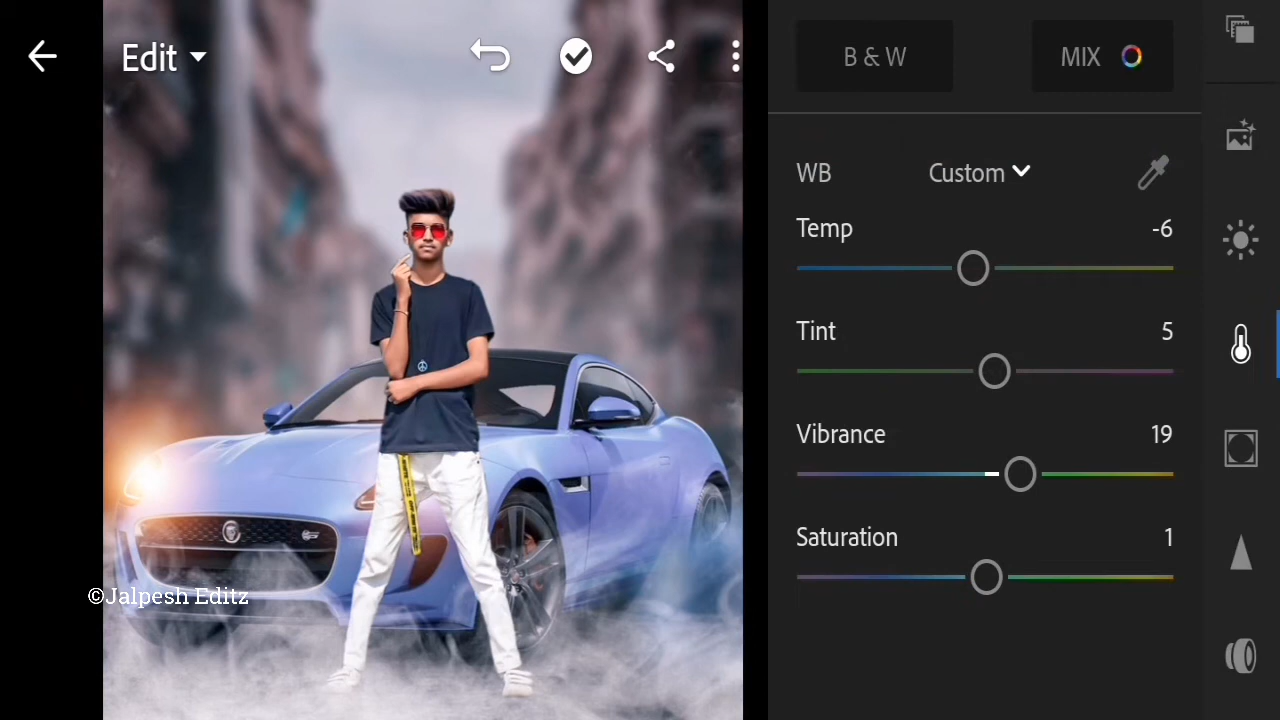 Edit
B & W
MIX
WB
Custom
Temp
-6
Tint
5
Vibrance
19
Saturation
1
©Jalpesh Editz